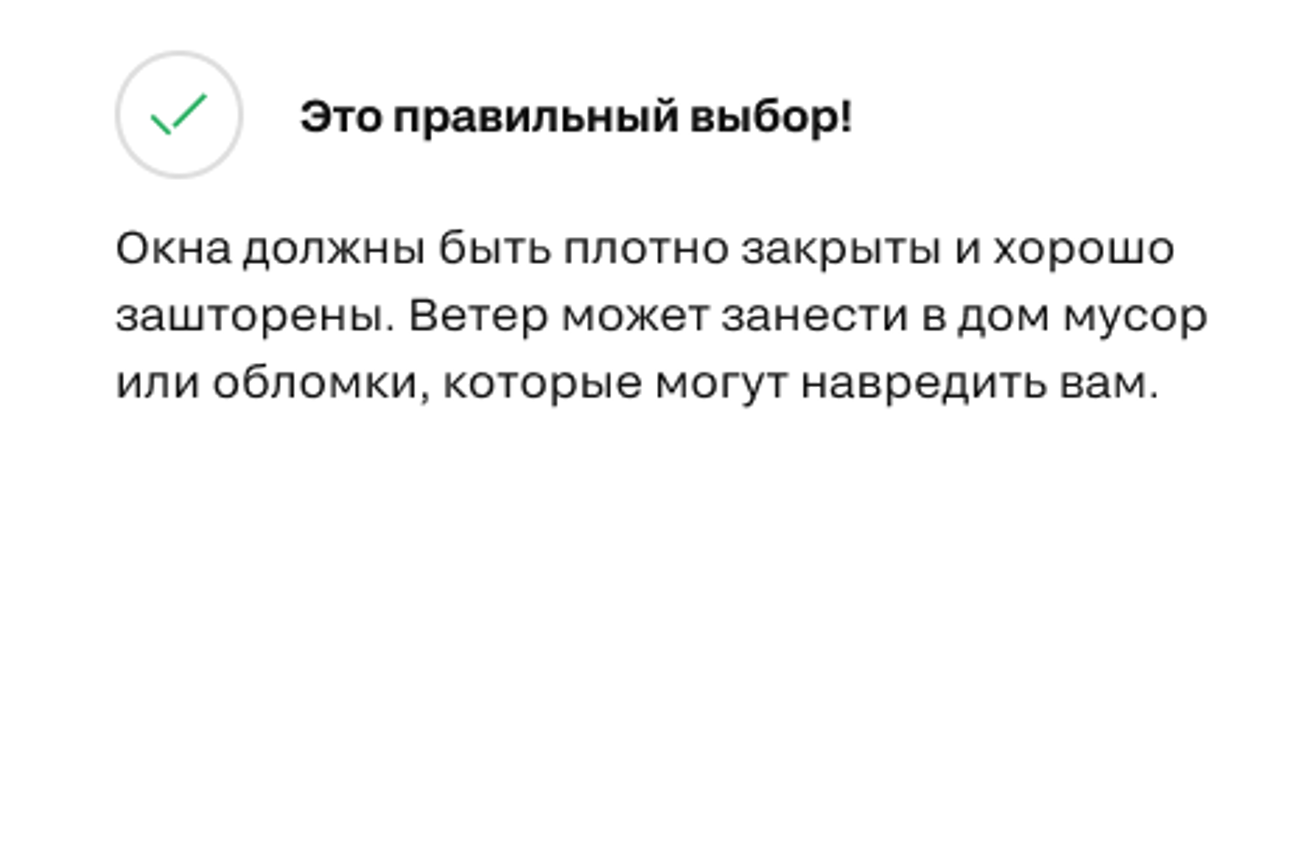 Это правильный выбор!
Окна должны быть плотно закрыты и хорошо
зашторены. Ветер может занести в дом мусор
или обломки, которые могут навредить вам.